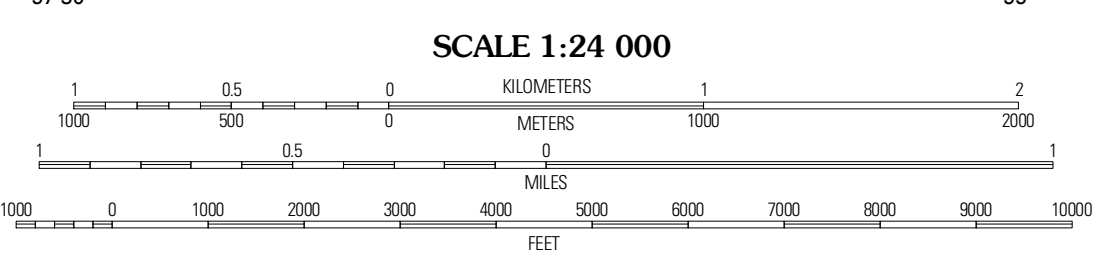 SCALE 1:24 000
1 0.5 0 KILOMETERS 1 2
1000 500 0 METERS 1000 2000
1 0.5 0 1
MILES
1000 0 1000 2000 3000 4000 5000 6000 7000 8000 9000 10000
FEET